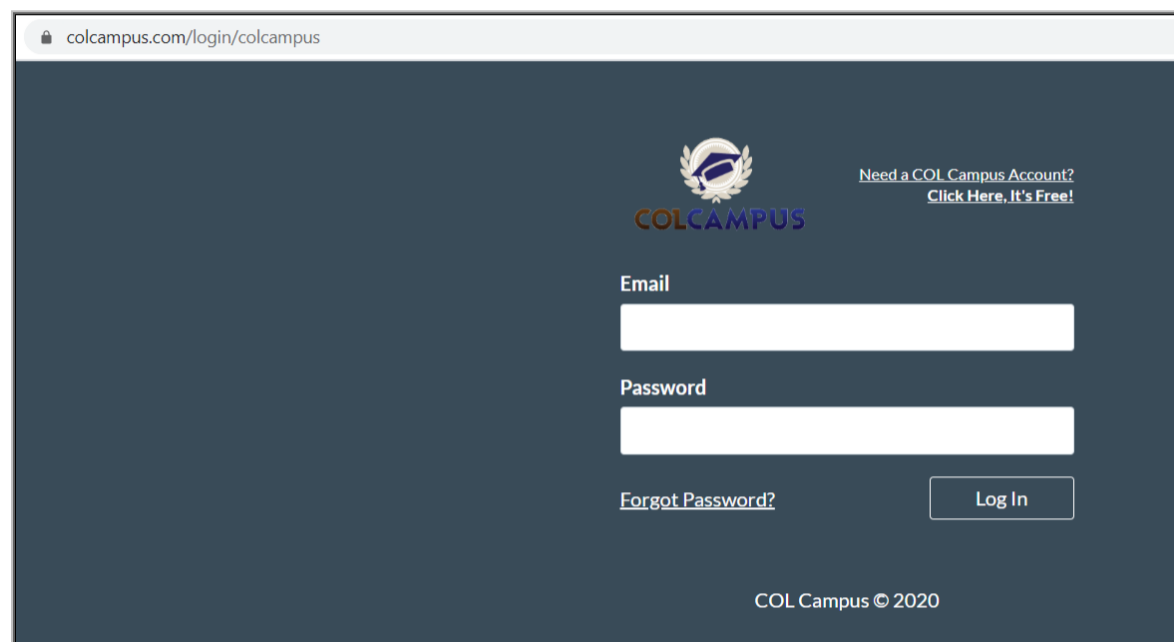 colcampus.com/login/colcampus
Need a COL Campus Account?
Click Here, It's Free!
COLCAMPUS
Email
Password
Forgot Password?
Log In
COL Campus © 2020